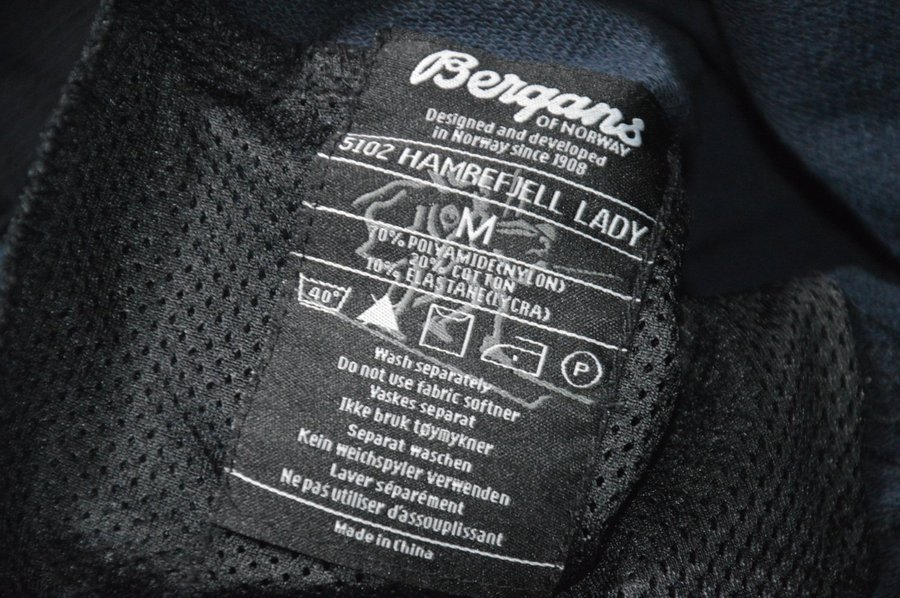 Bergans
OF NORWAY
Designed and developed
in Norway since 1908
5102 HAMREFJELL LADY
M
70% POLYAMIDE(NYLON)
20% COTTON
10% ELASTANE(LYCRA)
40°
P
Wash separately
Do not use fabric softner
Vaskes separat
Ikke bruk tøymykner
Separat waschen
Kein weichspyler verwenden
Laver séparément
Ne pas utiliser d'assouplissant
Made in China